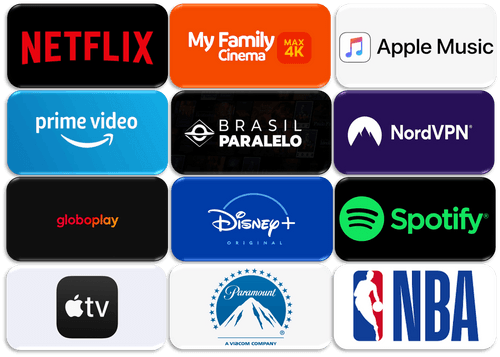 NETFLIX
My Family
Cinema
MAX
4K
Apple Music
prime video
BRASIL
PARALELO
NordVPN®
globoplay
Disney+
ORIGINAL
Spotify®
tv
Paramount
A VIACOM COMPANY
NBA